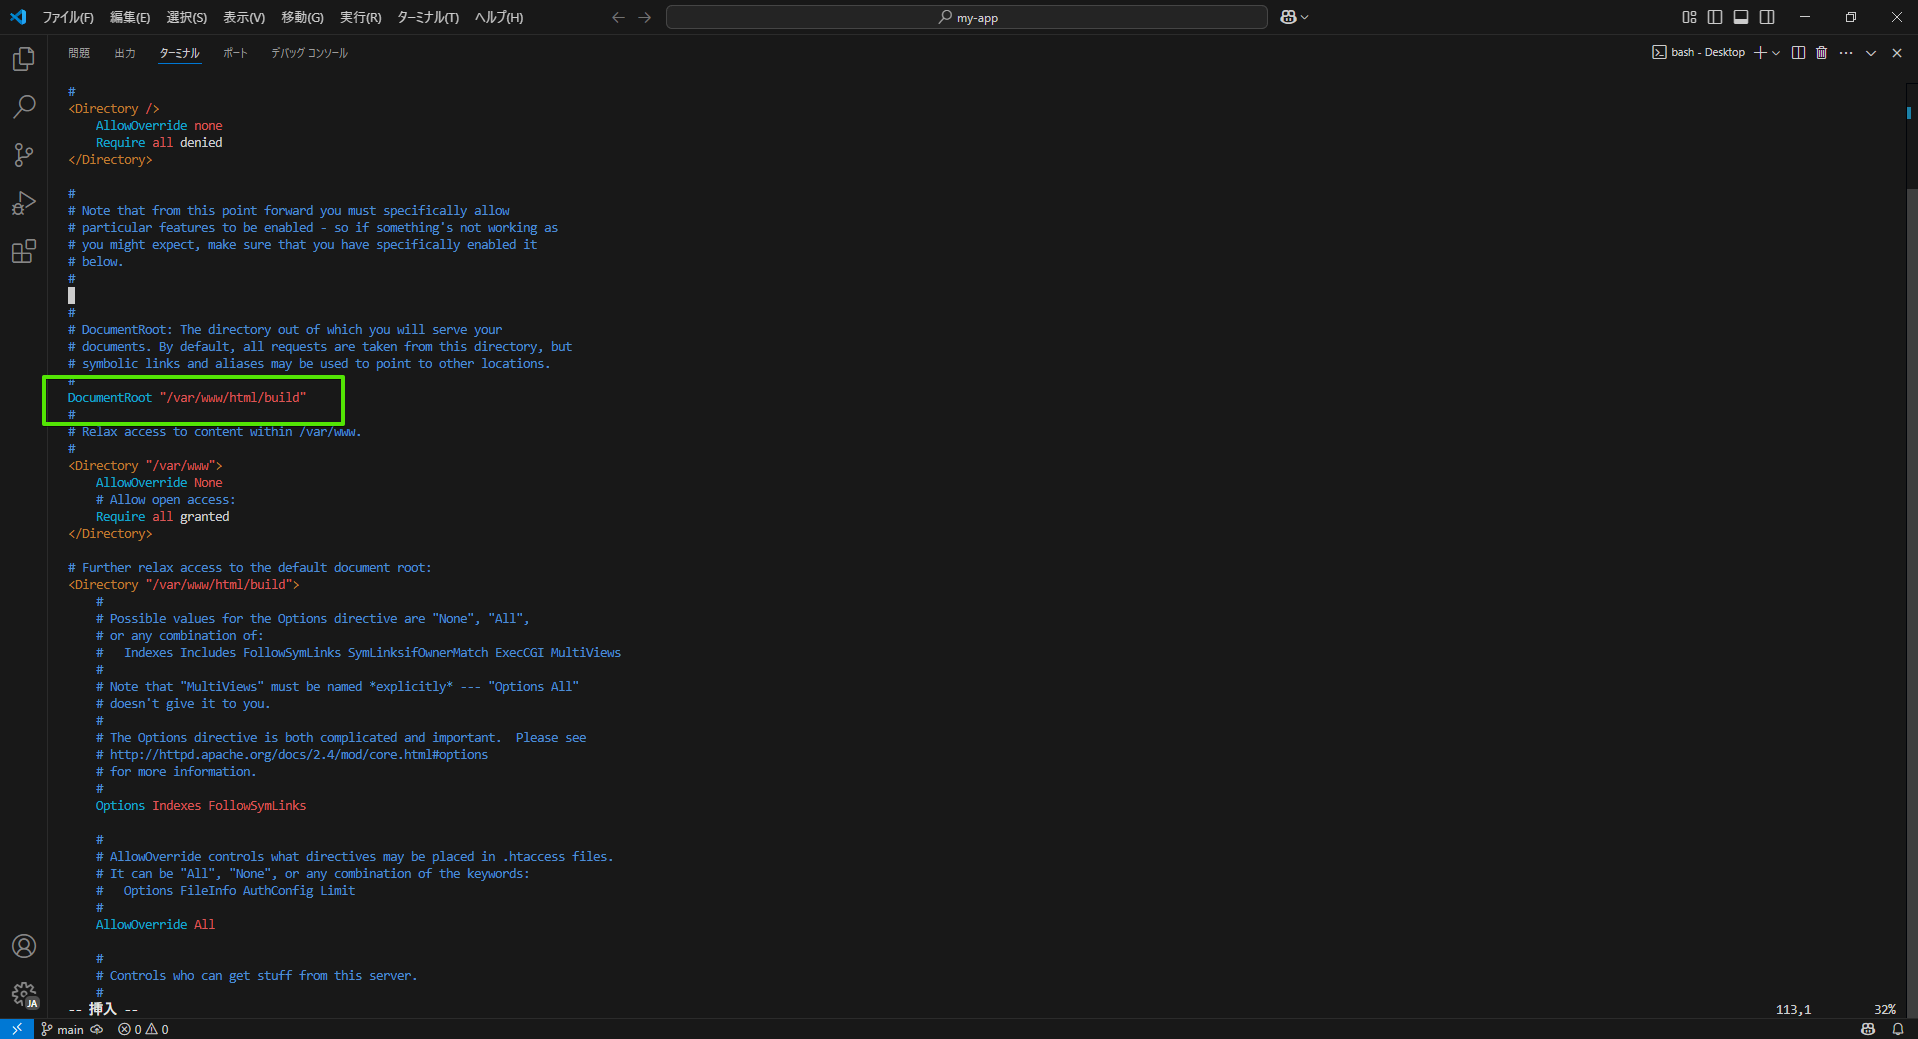 ファイル(F) 編集(E) 選択(S) 表示(V) 移動(G) 実行(R) ターミナル(T) ヘルプ(H) my-app
問題 出力 ターミナル ポート デバッグ コンソール bash - Desktop
#
<Directory />
    AllowOverride none
    Require all denied
</Directory>
#
# Note that from this point forward you must specifically allow
# particular features to be enabled - so if something's not working as
# you might expect, make sure that you have specifically enabled it
# below.
#
#
# DocumentRoot: The directory out of which you will serve your
# documents. By default, all requests are taken from this directory, but
# symbolic links and aliases may be used to point to other locations.
#
DocumentRoot "/var/www/html/build"
#
# Relax access to content within /var/www.
#
<Directory "/var/www">
    AllowOverride None
    # Allow open access:
    Require all granted
</Directory>
# Further relax access to the default document root:
<Directory "/var/www/html/build">
    #
    # Possible values for the Options directive are "None", "All",
    # or any combination of:
    #   Indexes Includes FollowSymLinks SymLinksifOwnerMatch ExecCGI MultiViews
    #
    # Note that "MultiViews" must be named *explicitly* --- "Options All"
    # doesn't give it to you.
    #
    # The Options directive is both complicated and important.  Please see
    # http://httpd.apache.org/docs/2.4/mod/core.html#options
    # for more information.
    #
    Options Indexes FollowSymLinks
    #
    # AllowOverride controls what directives may be placed in .htaccess files.
    # It can be "All", "None", or any combination of the keywords:
    #   Options FileInfo AuthConfig Limit
    #
    AllowOverride All
    #
    # Controls who can get stuff from this server.
    #
-- 挿入 -- 113,1 32%
JA
main 0 0